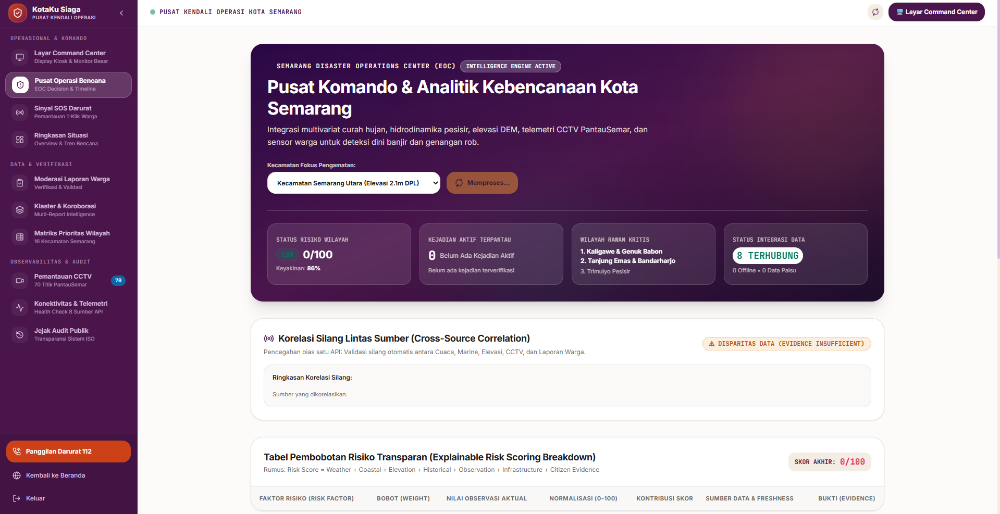 KotaKu Siaga
PUSAT KENDALI OPERASI
OPERASIONAL & KOMANDO
Layar Command Center
Display Kiosk & Monitor Besar
Pusat Operasi Bencana
EOC Decision & Timeline
Sinyal SOS Darurat
Pemantauan 1-Klik Warga
Ringkasan Situasi
Overview & Tren Bencana
DATA & VERIFIKASI
Moderasi Laporan Warga
Verifikasi & Validasi
Klaster & Koroborasi
Multi-Report Intelligence
Matriks Prioritas Wilayah
16 Kecamatan Semarang
OBSERVABILITAS & AUDIT
Pemantauan CCTV
70 Titik PantauSemar
70
Konektivitas & Telemetri
Health Check 8 Sumber API
Jejak Audit Publik
Transparansi Sistem ISO
Panggilan Darurat 112
Kembali ke Beranda
Keluar
PUSAT KENDALI OPERASI KOTA SEMARANG
Layar Command Center
SEMARANG DISASTER OPERATIONS CENTER (EOC)
INTELLIGENCE ENGINE ACTIVE
Pusat Komando & Analitik Kebencanaan Kota
Semarang
Integrasi multivariat curah hujan, hidrodinamika pesisir, elevasi DEM, telemetri CCTV PantauSemar, dan
sensor warga untuk deteksi dini banjir dan genangan rob.
Kecamatan Fokus Pengamatan:
Kecamatan Semarang Utara (Elevasi 2.1m DPL)
Memproses...
STATUS RISIKO WILAYAH
LOW 0/100
Keyakinan: 86%
KEJADIAN AKTIF TERPANTAU
0 Belum Ada Kejadian Aktif
Belum ada kejadian terverifikasi
WILAYAH RAWAN KRITIS
1. Kaligawe & Genuk Babon
2. Tanjung Emas & Bandarharjo
3. Trimulyo Pesisir
STATUS INTEGRASI DATA
8 TERHUBUNG
0 Offline • 0 Data Palsu
Korelasi Silang Lintas Sumber (Cross-Source Correlation)
Pencegahan bias satu API: Validasi silang otomatis antara Cuaca, Marine, Elevasi, CCTV, dan Laporan Warga.
⚠ DISPARITAS DATA (EVIDENCE INSUFFICIENT)
Ringkasan Korelasi Silang:
Sumber yang dikorelasikan:
Tabel Pembobotan Risiko Transparan (Explainable Risk Scoring Breakdown)
Rumus: Risk Score = Weather + Coastal + Elevation + Historical + Observation + Infrastructure + Citizen Evidence
SKOR AKHIR: 0/100
FAKTOR RISIKO (RISK FACTOR) BOBOT (WEIGHT) NILAI OBSERVASI AKTUAL NORMALISASI (0-100) KONTRIBUSI SKOR SUMBER DATA & FRESHNESS BUKTI (EVIDENCE)